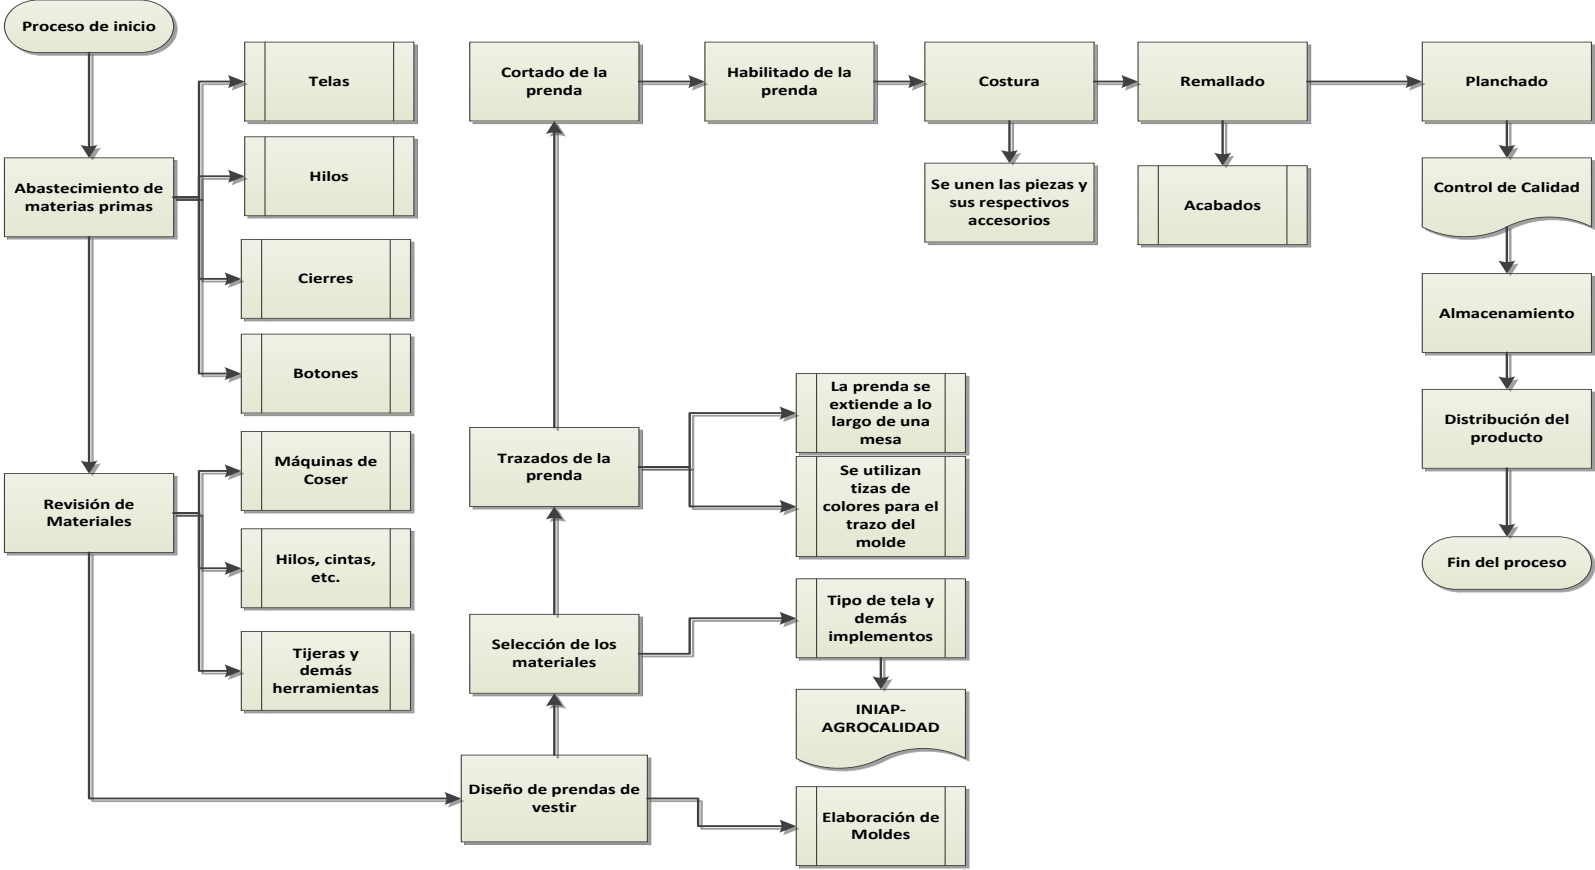 Proceso de inicio
Abastecimiento de
materias primas
Telas
Hilos
Cierres
Botones
Revisión de
Materiales
Máquinas de
Coser
Hilos, cintas,
etc.
Tijeras y
demás
herramientas
Diseño de prendas de
vestir
Elaboración de
Moldes
Selección de los
materiales
Tipo de tela y
demás
implementos
INIAP-
AGROCALIDAD
Trazados de la
prenda
La prenda se
extiende a lo
largo de una
mesa
Se utilizan
tizas de
colores para el
trazo del
molde
Cortado de la
prenda
Habilitado de la
prenda
Costura
Se unen las piezas y
sus respectivos
accesorios
Remallado
Acabados
Planchado
Control de Calidad
Almacenamiento
Distribución del
producto
Fin del proceso